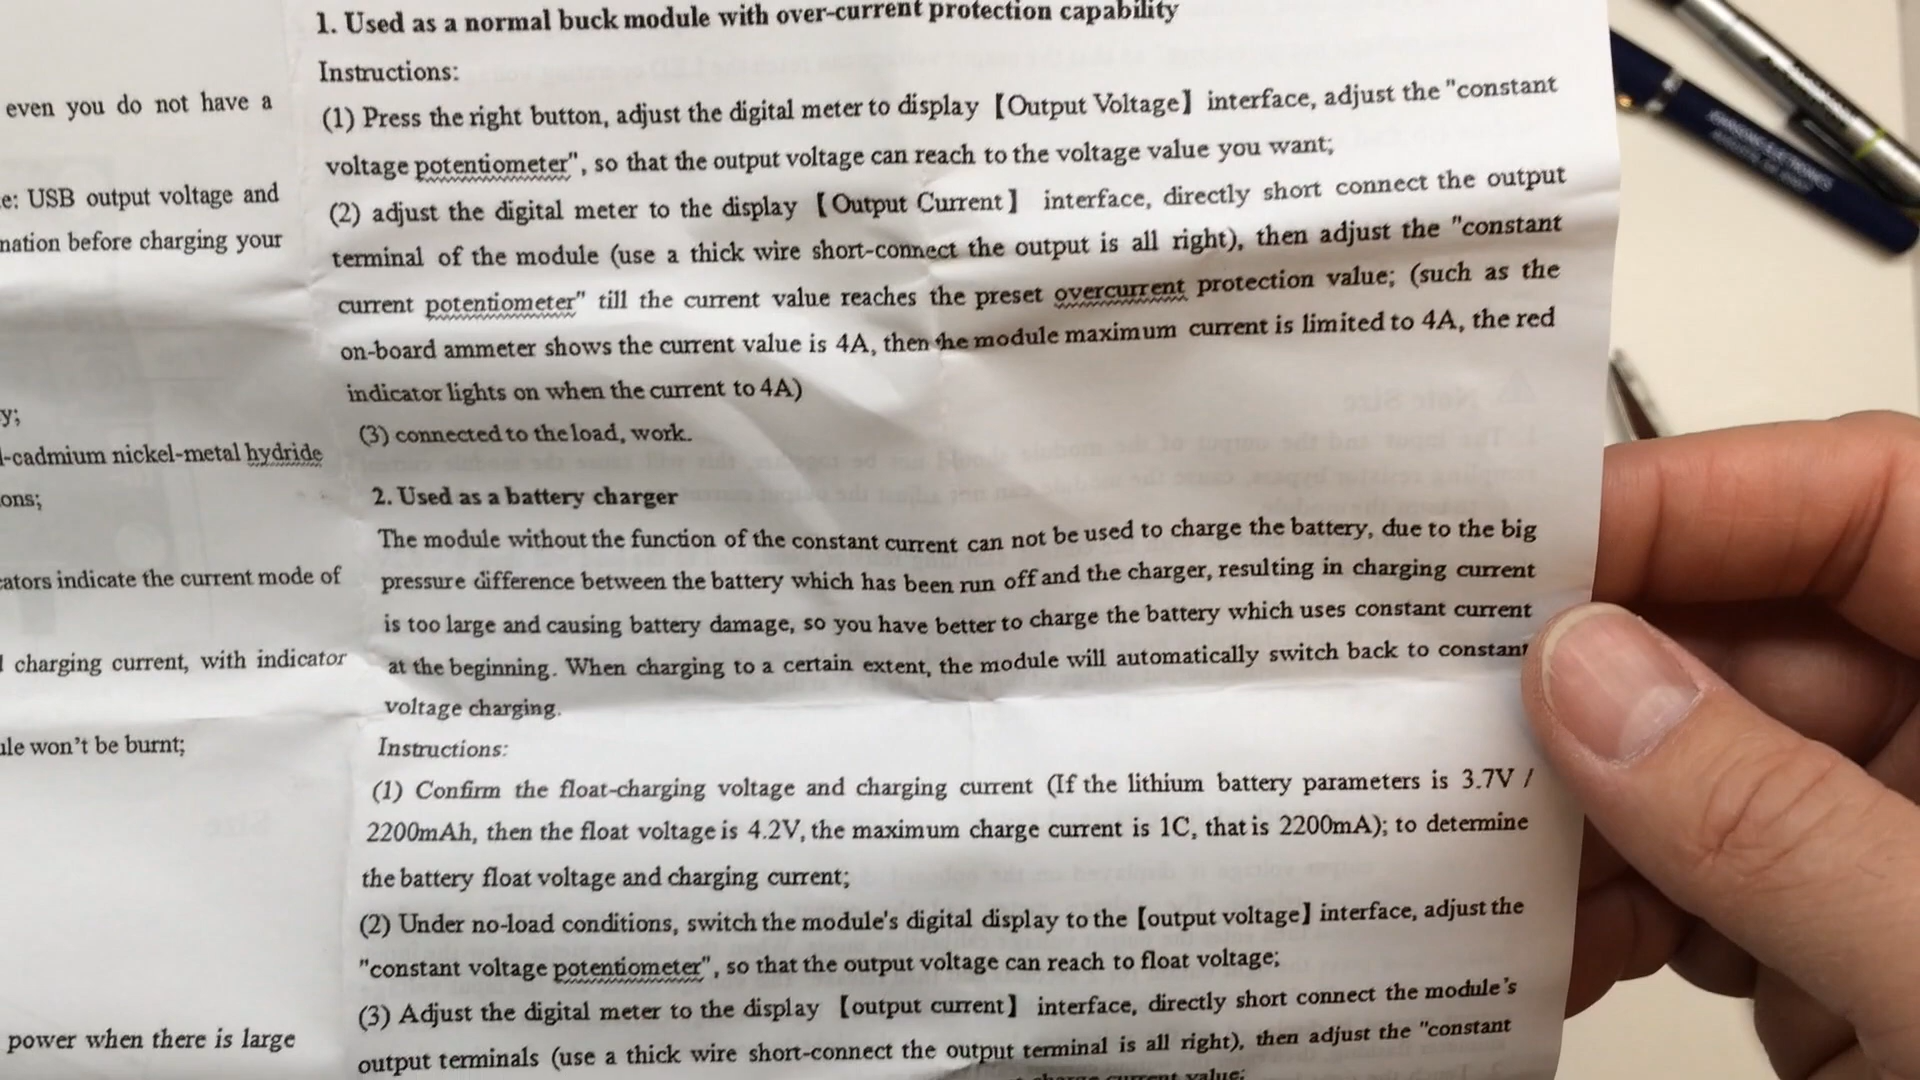 even you do not have a
USB output voltage and
before charging your
y;
-cadmium nickel-metal hydride
ons;
indicate the current mode of
charging current, with indicator
won't be burnt;
power when there is large
1. Used as a normal buck module with over-current protection capability
Instructions:
(1) Press the right button, adjust the digital meter to display【Output Voltage】interface, adjust the "constant
voltage potentiometer", so that the output voltage can reach to the voltage value you want;
(2) adjust the digital meter to the display【Output Current】 interface, directly short connect the output
terminal of the module (use a thick wire short-connect the output is all right), then adjust the "constant
current potentiometer" till the current value reaches the preset overcurrent protection value; (such as the
on-board ammeter shows the current value is 4A, then the module maximum current is limited to 4A, the red
indicator lights on when the current to 4A)
(3) connected to the load, work.
2. Used as a battery charger
The module without the function of the constant current can not be used to charge the battery, due to the big
pressure difference between the battery which has been run off and the charger, resulting in charging current
is too large and causing battery damage, so you have better to charge the battery which uses constant current
at the beginning. When charging to a certain extent, the module will automatically switch back to constant
voltage charging.
Instructions:
(1) Confirm the float-charging voltage and charging current (If the lithium battery parameters is 3.7V /
2200mAh, then the float voltage is 4.2V, the maximum charge current is 1C, that is 2200mA); to determine
the battery float voltage and charging current;
(2) Under no-load conditions, switch the module's digital display to the【output voltage】interface, adjust the
"constant voltage potentiometer", so that the output voltage can reach to float voltage;
(3) Adjust the digital meter to the display【output current】 interface, directly short connect the module's
output terminals (use a thick wire short-connect the output terminal is all right), then adjust the "constant
charge current value;